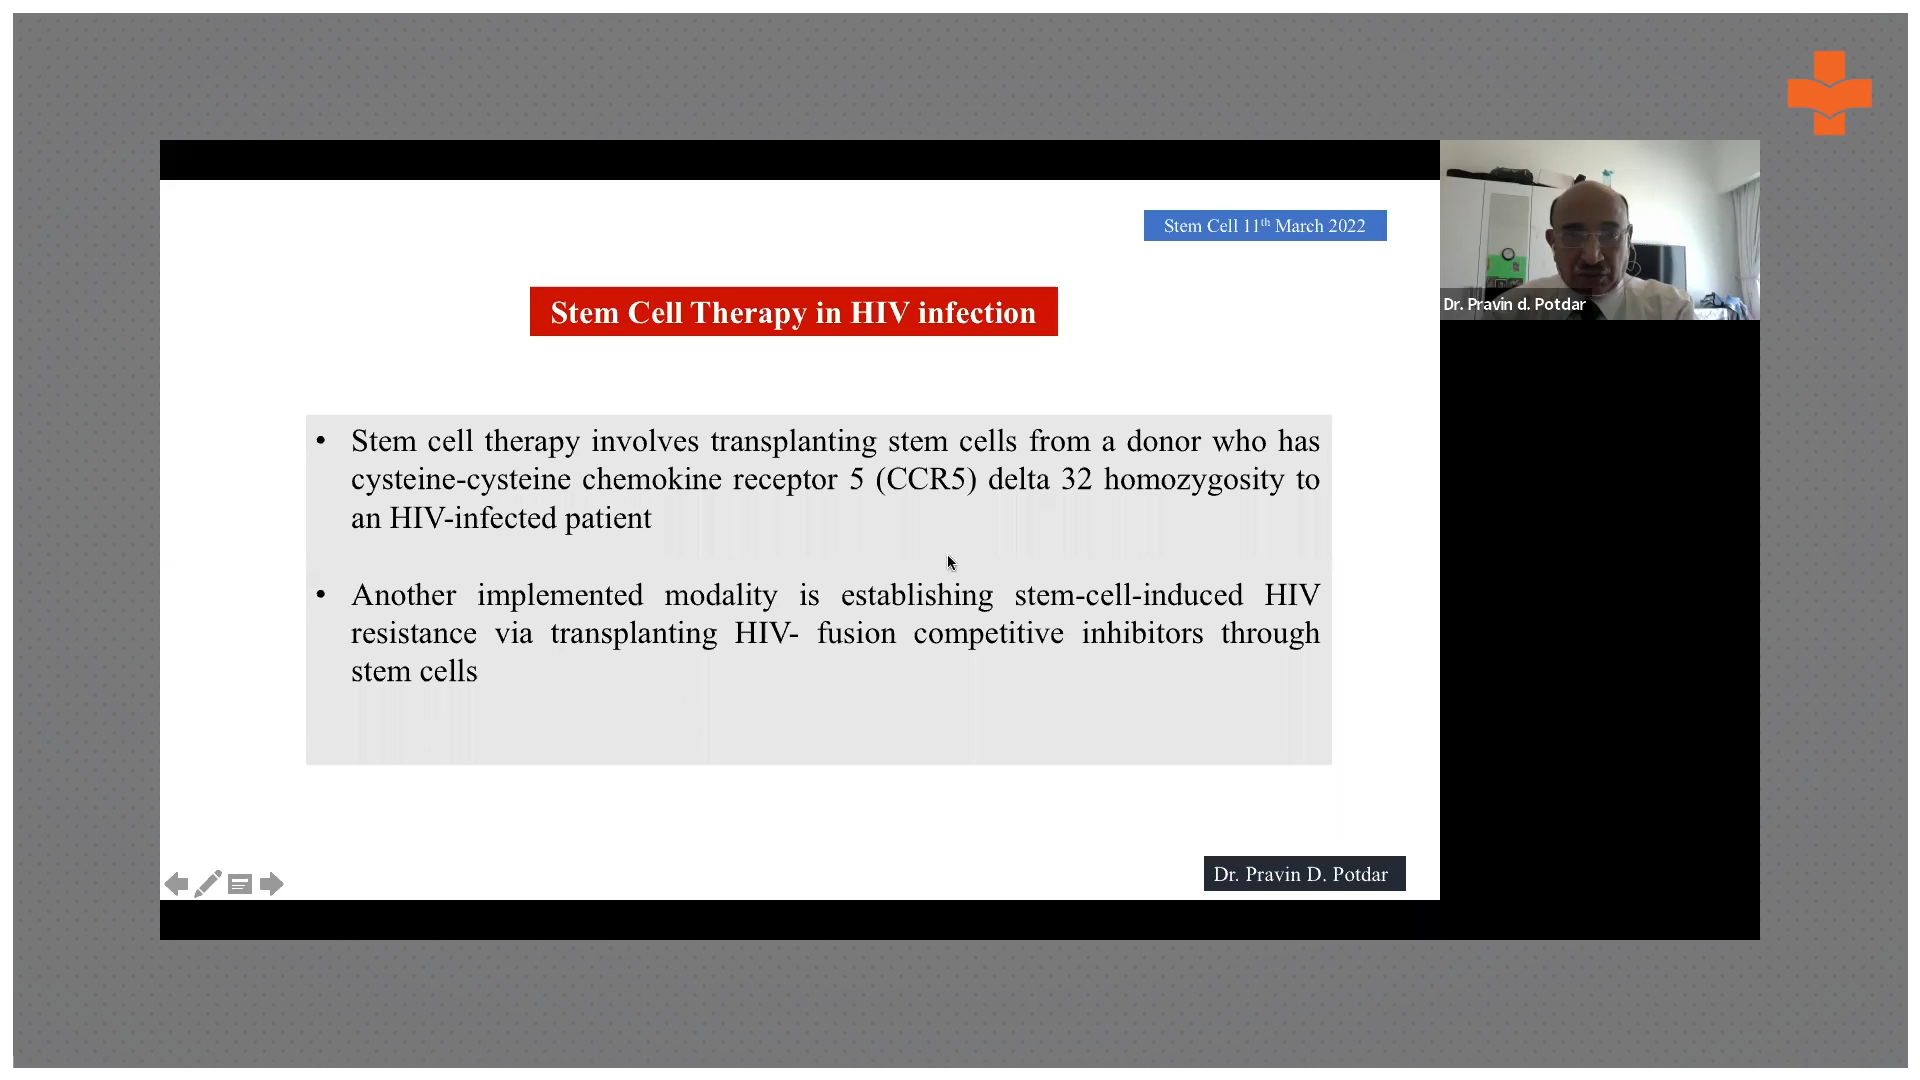 Stem Cell 11th March 2022
Stem Cell Therapy in HIV infection
• Stem cell therapy involves transplanting stem cells from a donor who has
cysteine-cysteine chemokine receptor 5 (CCR5) delta 32 homozygosity to
an HIV-infected patient
• Another implemented modality is establishing stem-cell-induced HIV
resistance via transplanting HIV- fusion competitive inhibitors through
stem cells
Dr. Pravin D. Potdar
Dr. Pravin d. Potdar